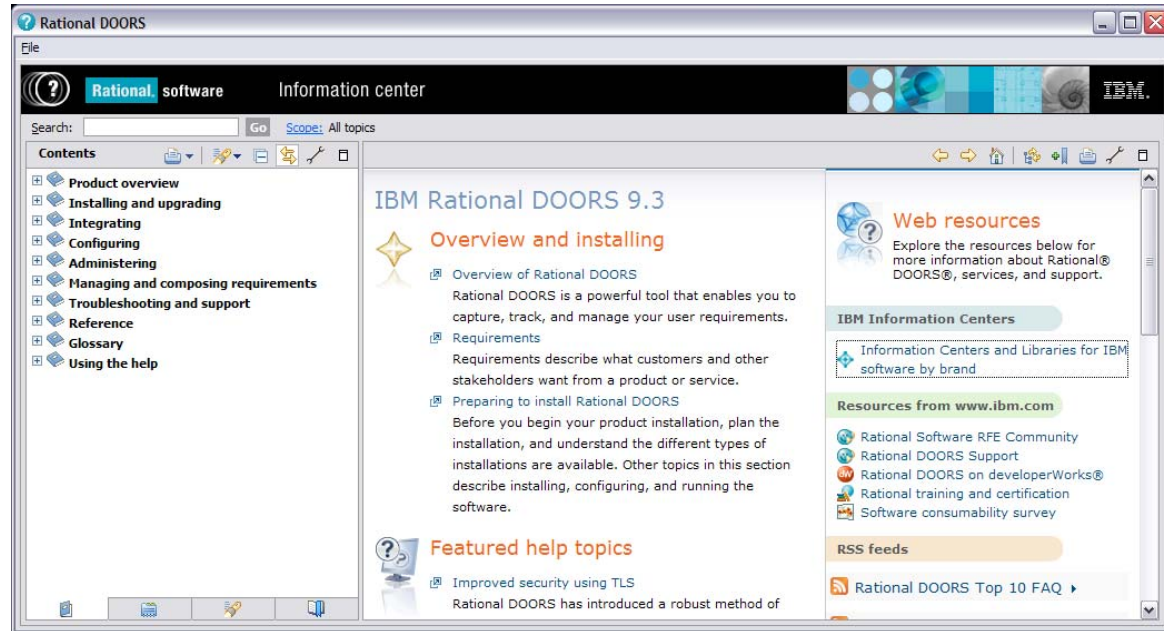 Rational DOORS
File
Rational. software
Information center
IBM.
Search:
Go
Scope: All topics
Contents
Product overview
Installing and upgrading
Integrating
Configuring
Administering
Managing and composing requirements
Troubleshooting and support
Reference
Glossary
Using the help
IBM Rational DOORS 9.3
Overview and installing
Overview of Rational DOORS
Rational DOORS is a powerful tool that enables you to
capture, track, and manage your user requirements.
Requirements
Requirements describe what customers and other
stakeholders want from a product or service.
Preparing to install Rational DOORS
Before you begin your product installation, plan the
installation, and understand the different types of
installations are available. Other topics in this section
describe installing, configuring, and running the
software.
Featured help topics
Improved security using TLS
Rational DOORS has introduced a robust method of
Web resources
Explore the resources below for
more information about Rational®
DOORS®, services, and support.
IBM Information Centers
Information Centers and Libraries for IBM
software by brand
Resources from www.ibm.com
Rational Software RFE Community
Rational DOORS Support
Rational DOORS on developerWorks®
Rational training and certification
Software consumability survey
RSS feeds
Rational DOORS Top 10 FAQ